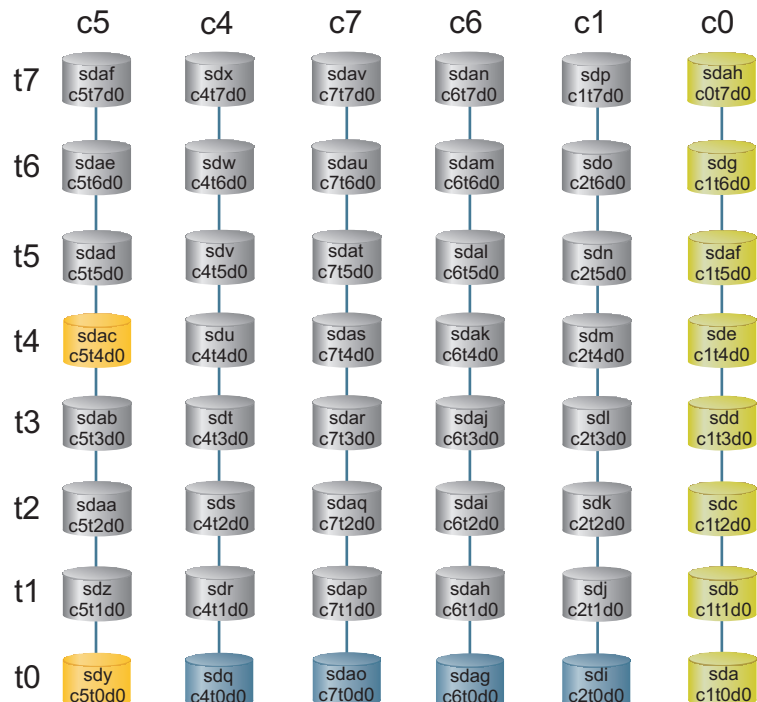 c5 c4 c7 c6 c1 c0
t7 sdaf sdx sdav sdan sdp sdah
c5t7d0 c4t7d0 c7t7d0 c6t7d0 c1t7d0 c0t7d0
t6 sdae sdw sdau sdam sdo sdg
c5t6d0 c4t6d0 c7t6d0 c6t6d0 c2t6d0 c1t6d0
t5 sdad sdv sdat sdal sdn sdaf
c5t5d0 c4t5d0 c7t5d0 c6t5d0 c2t5d0 c1t5d0
t4 sdac sdu sdas sdak sdm sde
c5t4d0 c4t4d0 c7t4d0 c6t4d0 c2t4d0 c1t4d0
t3 sdab sdt sdar sdaj sdl sdd
c5t3d0 c4t3d0 c7t3d0 c6t3d0 c2t3d0 c1t3d0
t2 sdaa sds sdaq sdai sdk sdc
c5t2d0 c4t2d0 c7t2d0 c6t2d0 c2t2d0 c1t2d0
t1 sdz sdr sdap sdah sdj sdb
c5t1d0 c4t1d0 c7t1d0 c6t1d0 c2t1d0 c1t1d0
t0 sdy sdq sdao sdag sdi sda
c5t0d0 c4t0d0 c7t0d0 c6t0d0 c2t0d0 c1t0d0